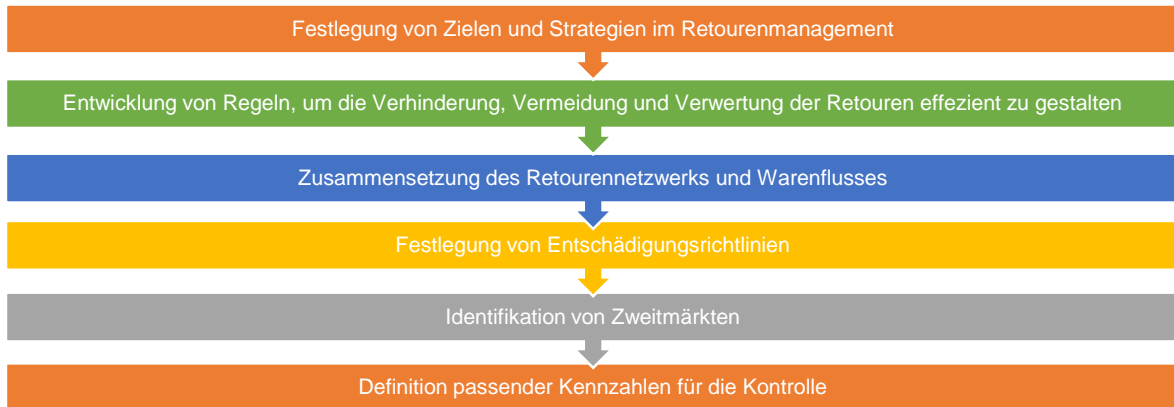 Festlegung von Zielen und Strategien im Retourenmanagement
Entwicklung von Regeln, um die Verhinderung, Vermeidung und Verwertung der Retouren effezient zu gestalten
Zusammensetzung des Retourennetzwerks und Warenflusses
Festlegung von Entschädigungsrichtlinien
Identifikation von Zweitmärkten
Definition passender Kennzahlen für die Kontrolle